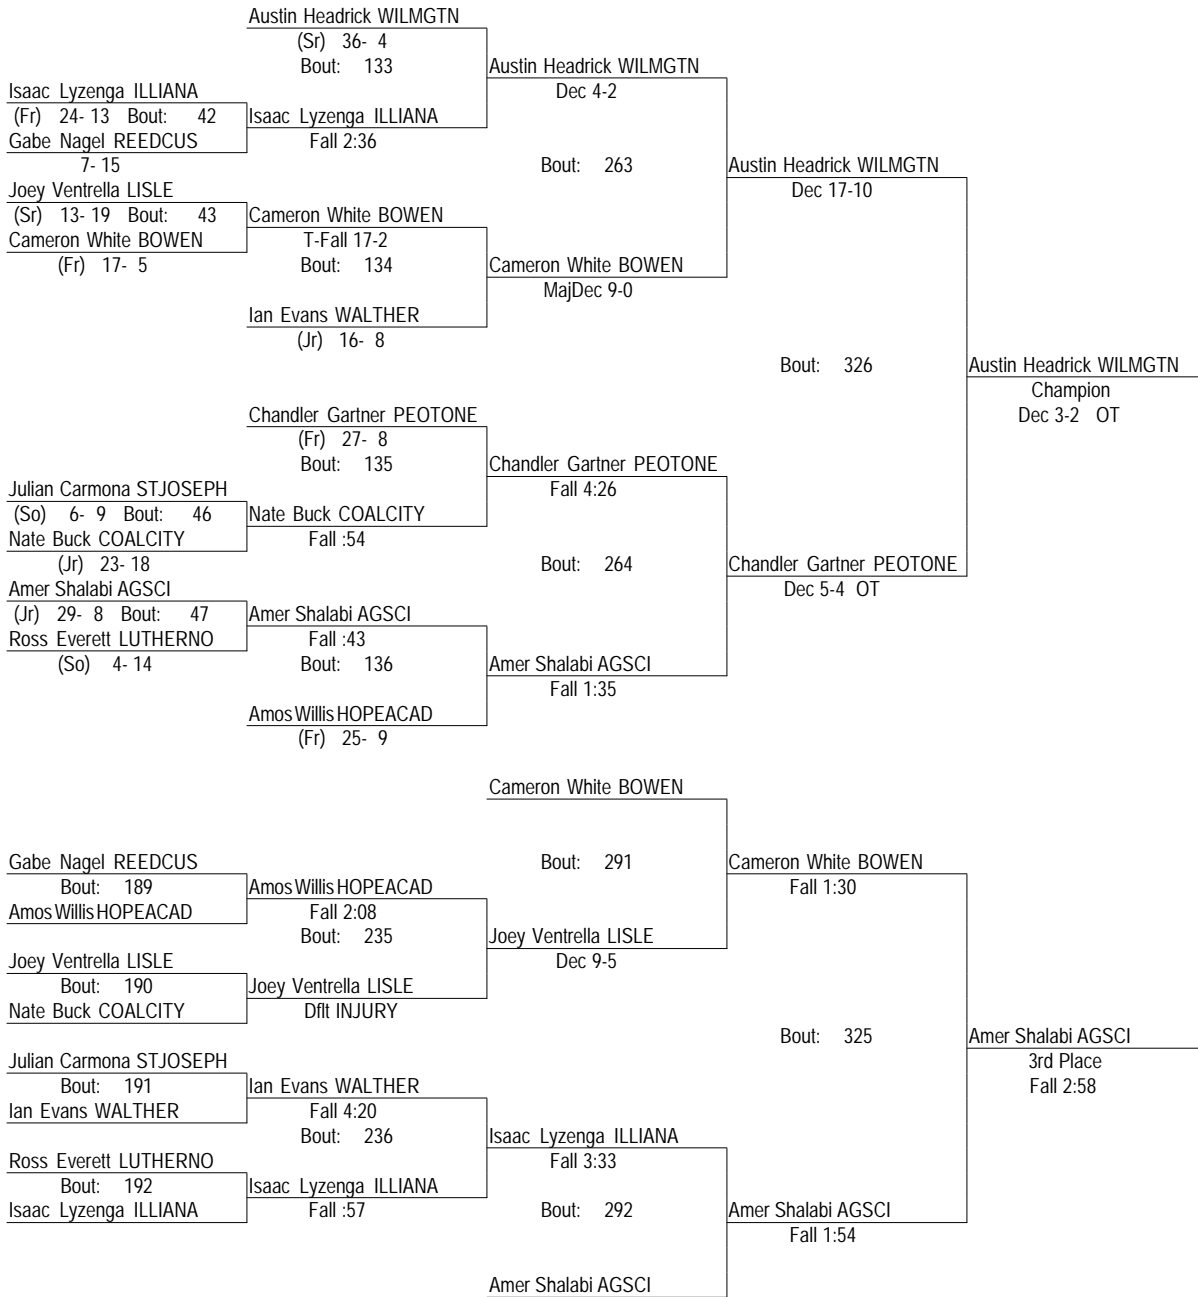 Austin Headrick WILMGTN
(Sr) 36- 4
Bout: 133
Austin Headrick WILMGTN
Dec 4-2
Isaac Lyzenga ILLIANA
(Fr) 24- 13 Bout: 42
Isaac Lyzenga ILLIANA
Gabe Nagel REEDCUS
Fall 2:36
7- 15
Bout: 263
Austin Headrick WILMGTN
Dec 17-10
Joey Ventrella LISLE
(Sr) 13- 19 Bout: 43
Cameron White BOWEN
Cameron White BOWEN
T-Fall 17-2
(Fr) 17- 5
Bout: 134
Cameron White BOWEN
MajDec 9-0
Ian Evans WALTHER
(Jr) 16- 8
Bout: 326
Austin Headrick WILMGTN
Champion
Dec 3-2 OT
Chandler Gartner PEOTONE
(Fr) 27- 8
Bout: 135
Chandler Gartner PEOTONE
Fall 4:26
Julian Carmona STJOSEPH
(So) 6- 9 Bout: 46
Nate Buck COALCITY
Nate Buck COALCITY
Fall :54
(Jr) 23- 18
Bout: 264
Chandler Gartner PEOTONE
Dec 5-4 OT
Amer Shalabi AGSCI
(Jr) 29- 8 Bout: 47
Amer Shalabi AGSCI
Ross Everett LUTHERNO
Fall :43
(So) 4- 14
Bout: 136
Amer Shalabi AGSCI
Fall 1:35
Amos Willis HOPEACAD
(Fr) 25- 9
Cameron White BOWEN
Gabe Nagel REEDCUS
Bout: 291
Cameron White BOWEN
Bout: 189
Amos Willis HOPEACAD
Fall 1:30
Amos Willis HOPEACAD
Fall 2:08
Bout: 235
Joey Ventrella LISLE
Dec 9-5
Joey Ventrella LISLE
Bout: 190
Joey Ventrella LISLE
Nate Buck COALCITY
Dflt INJURY
Bout: 325
Amer Shalabi AGSCI
3rd Place
Fall 2:58
Julian Carmona STJOSEPH
Bout: 191
Ian Evans WALTHER
Ian Evans WALTHER
Fall 4:20
Bout: 236
Isaac Lyzenga ILLIANA
Fall 3:33
Ross Everett LUTHERNO
Bout: 192
Isaac Lyzenga ILLIANA
Isaac Lyzenga ILLIANA
Fall :57
Bout: 292
Amer Shalabi AGSCI
Fall 1:54
Amer Shalabi AGSCI